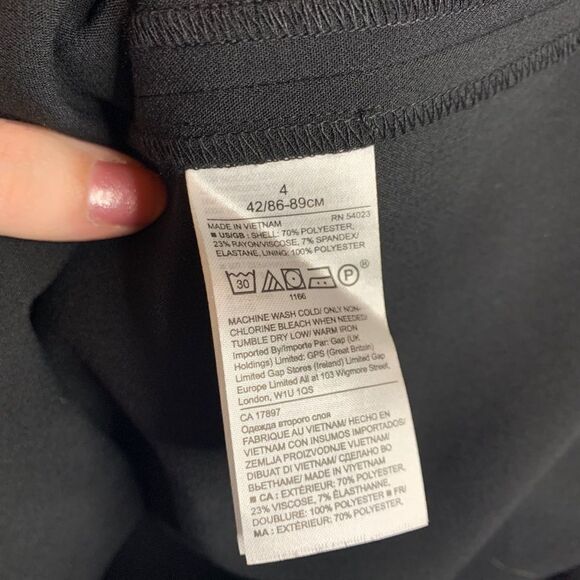 4
42/86-89CM
MADE IN VIETNAM RN 54023
■ US/GB : SHELL: 70% POLYESTER,
23% RAYON/VISCOSE, 7% SPANDEX/
ELASTANE, LINING: 100% POLYESTER
30 P ®
1166
MACHINE WASH COLD/ ONLY NON-
CHLORINE BLEACH WHEN NEEDED/
TUMBLE DRY LOW/ WARM IRON
Imported By/Importe Par: Gap (UK
Holdings) Limited: GPS (Great Britain)
Limited Gap Stores (Ireland) Limited Gap
Europe Limited All at 103 Wigmore Street,
London, W1U 1QS
CA 17897
Одежда второго слоя
FABRIQUE AU VIETNAM/ HECHO EN
VIETNAM CON INSUMOS IMPORTADOS/
ZEMLJA PROIZVODNJE VIJETNAM/
DIBUAT DI VIETNAM/ СДЕЛАНО ВО
ВЬЕТНАМЕ/ MADE IN VIYETNAM
■ CA : EXTÉRIEUR: 70% POLYESTER,
23% VISCOSE, 7% ÉLASTHANNE,
DOUBLURE: 100% POLYESTER ■ FR/
MA : EXTÉRIEUR: 70% POLYESTER,